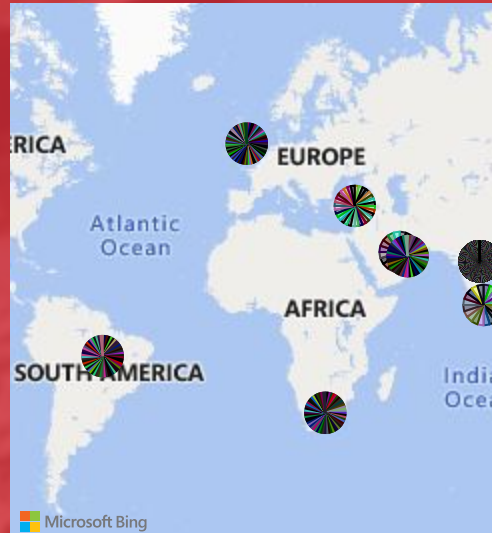 ERICA
EUROPE
Atlantic
Ocean
AFRICA
SOUTH AMERICA
India
Ocea
Microsoft Bing